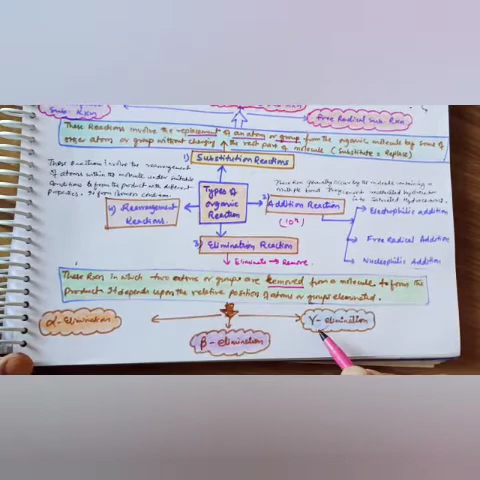 Sub. Rxn
Free Radical Sub. Rxn
These Reactions involve the replacement of an atom or group from the organic molecule by some
other atom or group without changing the rest part of molecule (Substitute = Replace)
1) Substitution Reactions
These Reactions involve the rearrangement
of atoms within the molecule under suitable
conditions to form the product with different
properties.
Types of
organic
Reaction
4) Rearrangement
Reactions.
2) Addition Reaction
These Rxn generally occur by molecule containing a
multiple bond
Electrophilic addition
Free Radical Addition
Nucleophilic Addition
3) Elimination Reaction
Eliminate → Remove.
These Rxn in which two atoms or groups are removed from a molecule to form the
product. It depends upon the relative position of atoms or groups eliminated.
α-Elimination
β-elimination
γ-elimination